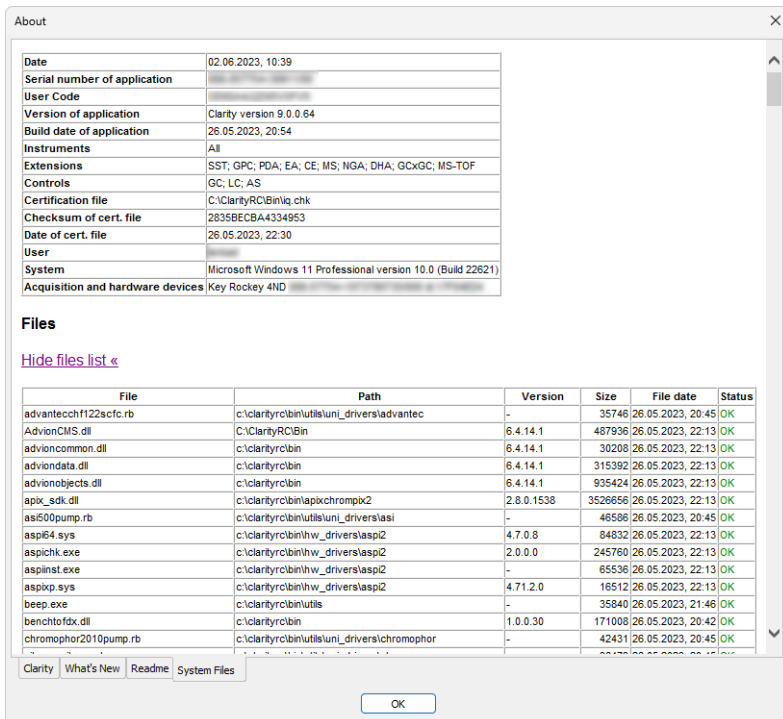 About
Date 02.06.2023, 10:39
Serial number of application
User Code
Version of application Clarity version 9.0.0.64
Build date of application 26.05.2023, 20:54
Instruments All
Extensions SST; GPC; PDA; EA; CE; MS; NGA; DHA; GCxGC; MS-TOF
Controls GC; LC; AS
Certification file C:\ClarityRC\Bin\iq.chk
Checksum of cert. file 2835BECBA4334953
Date of cert. file 26.05.2023, 22:30
User
System Microsoft Windows 11 Professional version 10.0 (Build 22621)
Acquisition and hardware devices Key Rockey 4ND
Files
Hide files list «
File Path Version Size File date Status
advantecchf122scfc.rb c:\clarityrc\bin\utils\uni_drivers\advantec - 35746 26.05.2023, 20:45 OK
AdvionCMS.dll C:\ClarityRC\Bin 6.4.14.1 487936 26.05.2023, 22:13 OK
advioncommon.dll c:\clarityrc\bin 6.4.14.1 30208 26.05.2023, 22:13 OK
adviondata.dll c:\clarityrc\bin 6.4.14.1 315392 26.05.2023, 22:13 OK
advionobjects.dll c:\clarityrc\bin 6.4.14.1 935424 26.05.2023, 22:13 OK
apix_sdk.dll c:\clarityrc\bin\apixchrompix2 2.8.0.1538 3526656 26.05.2023, 22:13 OK
asi500pump.rb c:\clarityrc\bin\utils\uni_drivers\asi - 46586 26.05.2023, 20:45 OK
aspi64.sys c:\clarityrc\bin\hw_drivers\aspi2 4.7.0.8 84832 26.05.2023, 22:13 OK
aspichk.exe c:\clarityrc\bin\hw_drivers\aspi2 2.0.0.0 245760 26.05.2023, 22:13 OK
aspiinst.exe c:\clarityrc\bin\hw_drivers\aspi2 - 65536 26.05.2023, 22:13 OK
aspixp.sys c:\clarityrc\bin\hw_drivers\aspi2 4.71.2.0 16512 26.05.2023, 22:13 OK
beep.exe c:\clarityrc\bin\utils - 35840 26.05.2023, 21:46 OK
benchtofdx.dll c:\clarityrc\bin 1.0.0.30 171008 26.05.2023, 20:42 OK
chromophor2010pump.rb c:\clarityrc\bin\utils\uni_drivers\chromophor - 42431 26.05.2023, 20:45 OK
Clarity What's New Readme System Files
OK